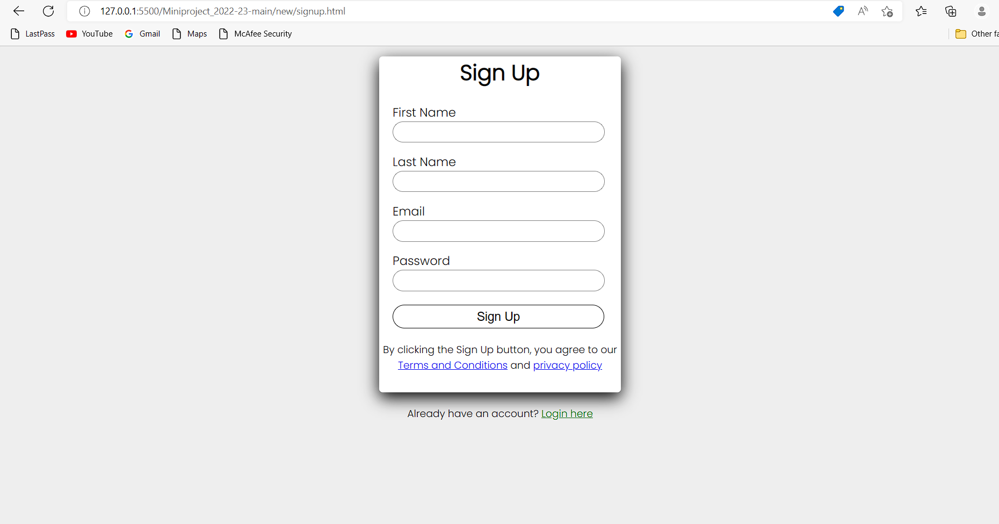 127.0.0.1:5500/Miniproject_2022-23-main/new/signup.html
LastPass YouTube Gmail Maps McAfee Security Other fa
Sign Up
First Name
Last Name
Email
Password
Sign Up
By clicking the Sign Up button, you agree to our
Terms and Conditions and privacy policy
Already have an account? Login here